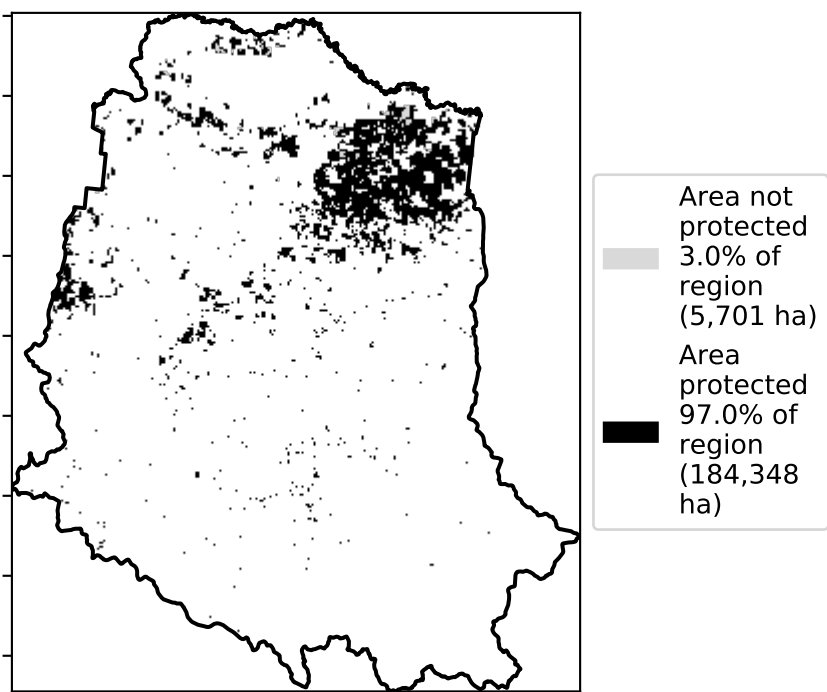 Area not
protected
3.0% of
region
(5,701 ha)
Area
protected
97.0% of
region
(184,348
ha)